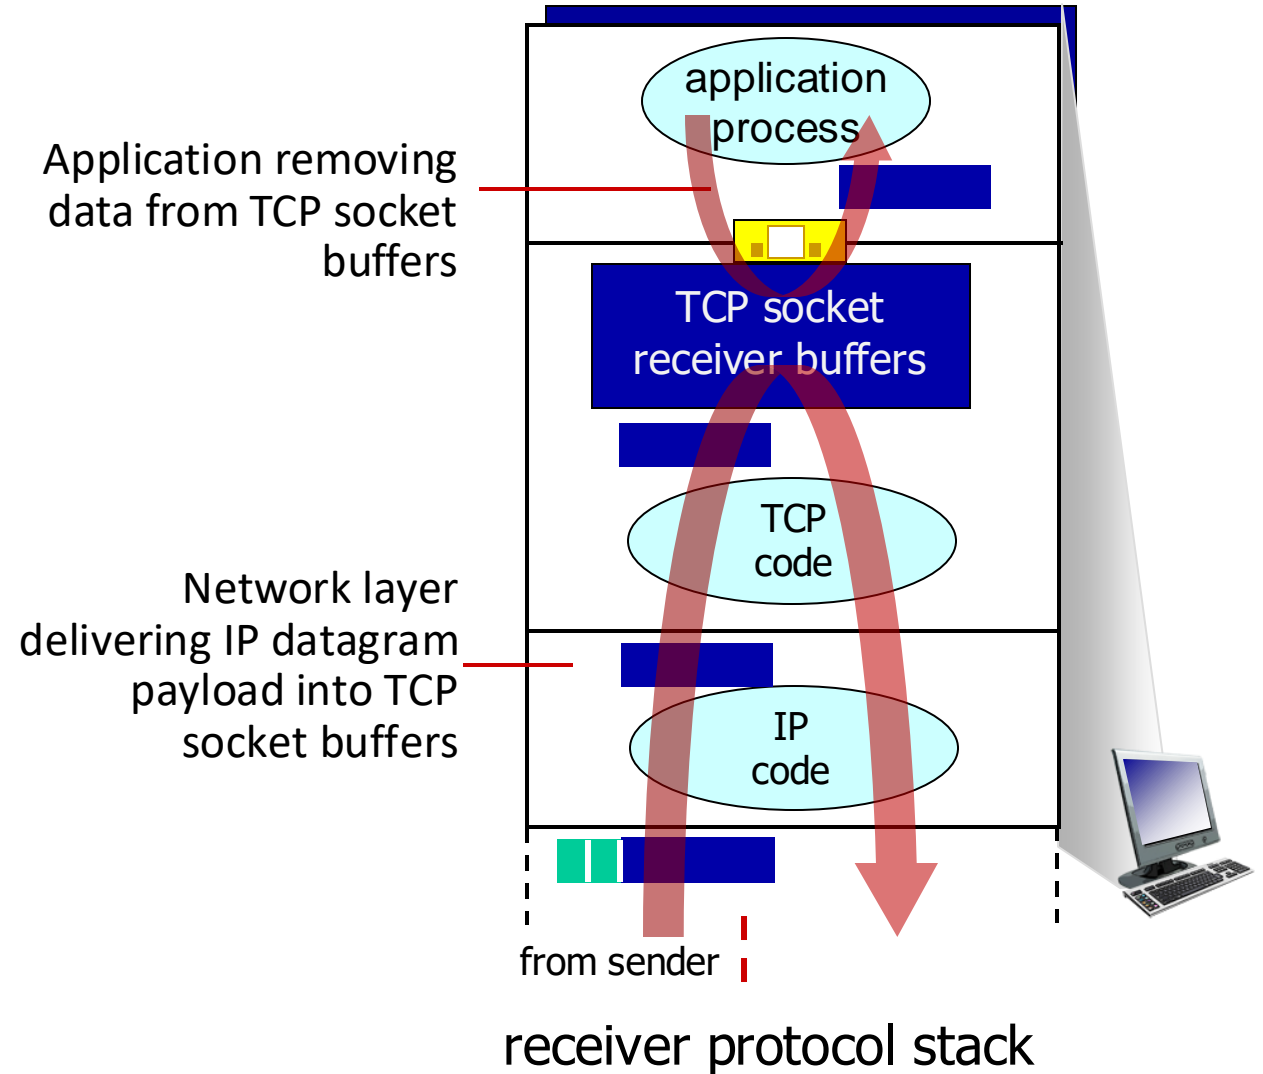 application
process
Application removing
data from TCP socket
buffers
TCP socket
receiver buffers
TCP
code
Network layer
delivering IP datagram
payload into TCP
socket buffers
IP
code
from sender
receiver protocol stack